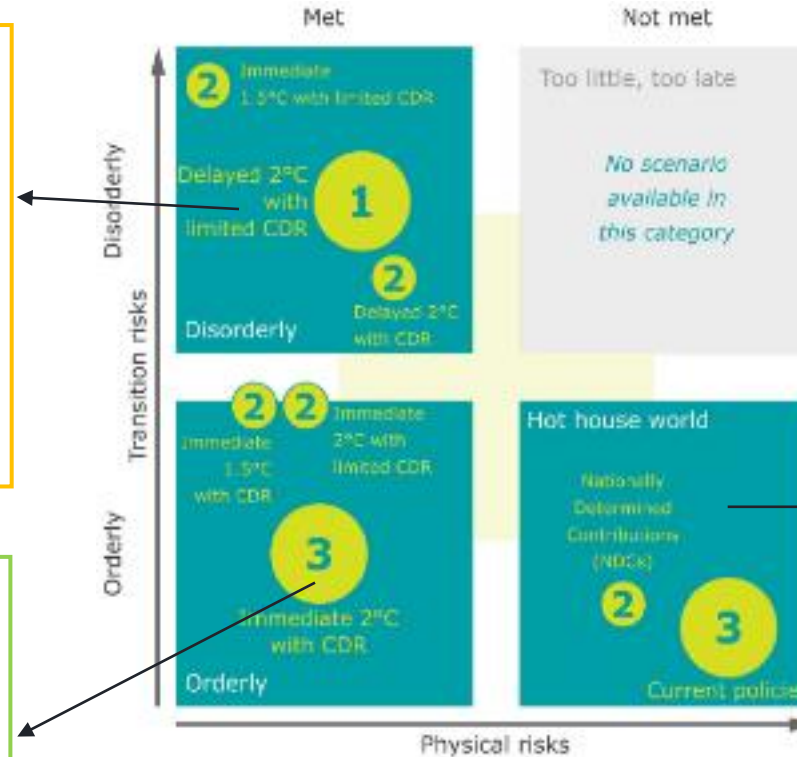 Met
Not met
2
Immediate
1.5°C with limited CDR
Delayed 2°C
with
limited CDR
1
2
Delayed 2°C
with CDR
Disorderly
Too little, too late
No scenario
available in
this category
Disorderly
Transition risks
Orderly
2
2
Immediate
1.5°C
with CDR
Immediate
2°C with
limited CDR
3
Immediate 2°C
with CDR
Orderly
Hot house world
Nationally
Determined
Contributions
(NDCs)
2
3
Current policie
Physical risks